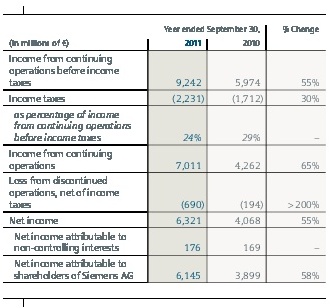 Year ended September 30, % Change
(in millions of €) 2011 2010
Income from continuing
operations before income
taxes 9,242 5,974 55%
Income taxes (2,231) (1,712) 30%
as percentage of income
from continuing operations
before income taxes 24% 29% –
Income from continuing
operations 7,011 4,262 65%
Loss from discontinued
operations, net of income
taxes (690) (194) >200%
Net income 6,321 4,068 55%
Net income attributable to
non-controlling interests 176 169 –
Net income attributable to
shareholders of Siemens AG 6,145 3,899 58%